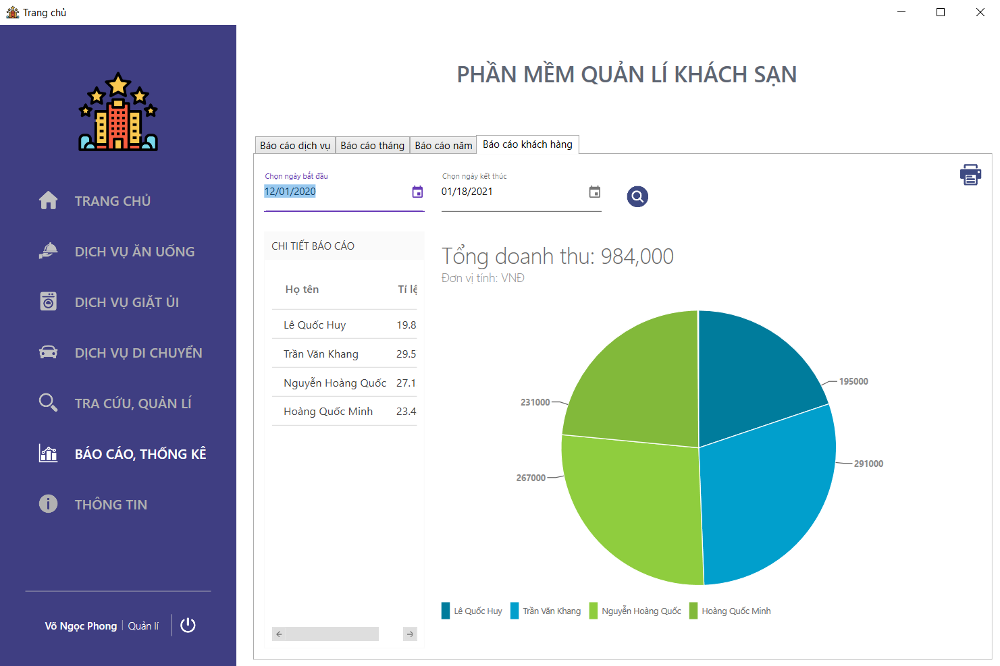 Trang chủ
PHẦN MỀM QUẢN LÍ KHÁCH SẠN
TRANG CHỦ
DỊCH VỤ ĂN UỐNG
DỊCH VỤ GIẶT ỦI
DỊCH VỤ DI CHUYỂN
TRA CỨU, QUẢN LÍ
BÁO CÁO, THỐNG KÊ
THÔNG TIN
Võ Ngọc Phong | Quản lí
Báo cáo dịch vụ Báo cáo tháng Báo cáo năm Báo cáo khách hàng
Chọn ngày bắt đầu Chọn ngày kết thúc
12/01/2020 01/18/2021
CHI TIẾT BÁO CÁO
Họ tên Tỉ lệ
Lê Quốc Huy 19.8
Trần Văn Khang 29.5
Nguyễn Hoàng Quốc 27.1
Hoàng Quốc Minh 23.4
Tổng doanh thu: 984,000
Đơn vị tính: VNĐ
195000
231000
291000
267000
Lê Quốc Huy Trần Văn Khang Nguyễn Hoàng Quốc Hoàng Quốc Minh